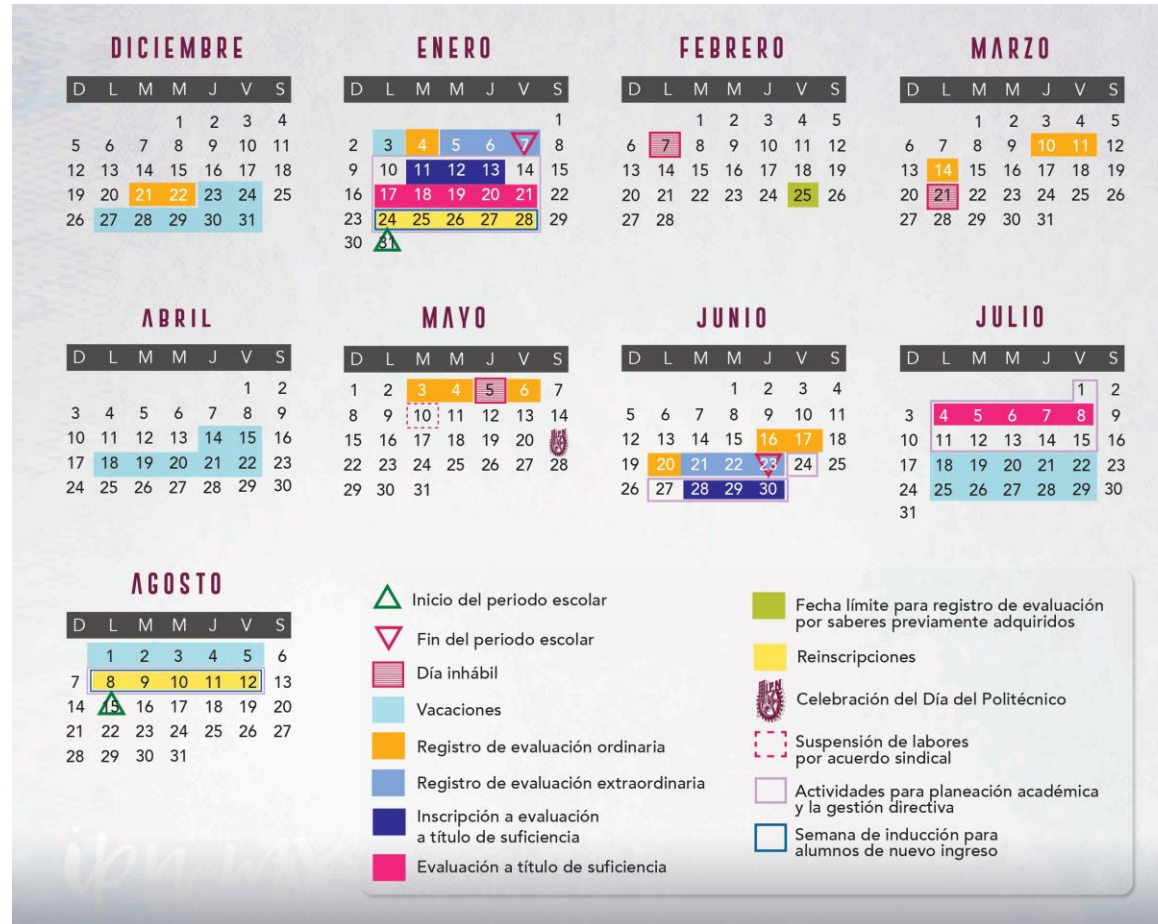 DICIEMBRE
D L M M J V S
1 2 3 4
5 6 7 8 9 10 11
12 13 14 15 16 17 18
19 20 21 22 23 24 25
26 27 28 29 30 31
ENERO
D L M M J V S
1
2 3 4 5 6 7 8
9 10 11 12 13 14 15
16 17 18 19 20 21 22
23 24 25 26 27 28 29
30 31
FEBRERO
D L M M J V S
1 2 3 4 5
6 7 8 9 10 11 12
13 14 15 16 17 18 19
20 21 22 23 24 25 26
27 28
MARZO
D L M M J V S
1 2 3 4 5
6 7 8 9 10 11 12
13 14 15 16 17 18 19
20 21 22 23 24 25 26
27 28 29 30 31
ABRIL
D L M M J V S
1 2
3 4 5 6 7 8 9
10 11 12 13 14 15 16
17 18 19 20 21 22 23
24 25 26 27 28 29 30
MAYO
D L M M J V S
1 2 3 4 5 6 7
8 9 10 11 12 13 14
15 16 17 18 19 20
22 23 24 25 26 27 28
29 30 31
JUNIO
D L M M J V S
1 2 3 4
5 6 7 8 9 10 11
12 13 14 15 16 17 18
19 20 21 22 23 24 25
26 27 28 29 30
JULIO
D L M M J V S
1 2
3 4 5 6 7 8 9
10 11 12 13 14 15 16
17 18 19 20 21 22 23
24 25 26 27 28 29 30
31
AGOSTO
D L M M J V S
1 2 3 4 5 6
7 8 9 10 11 12 13
14 15 16 17 18 19 20
21 22 23 24 25 26 27
28 29 30 31
Inicio del periodo escolar
Fin del periodo escolar
Día inhábil
Vacaciones
Registro de evaluación ordinaria
Registro de evaluación extraordinaria
Inscripción a evaluación
a título de suficiencia
Evaluación a título de suficiencia
Fecha límite para registro de evaluación
por saberes previamente adquiridos
Reinscripciones
Celebración del Día del Politécnico
Suspensión de labores
por acuerdo sindical
Actividades para planeación académica
y la gestión directiva
Semana de inducción para
alumnos de nuevo ingreso
ipn.mx